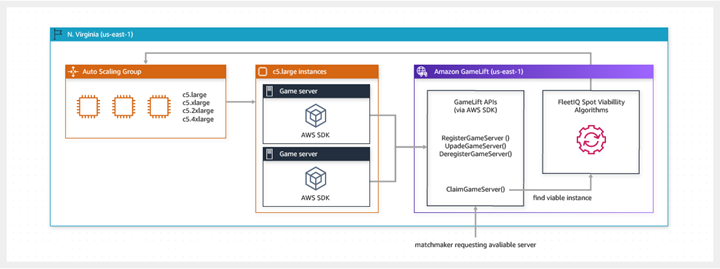 N. Virginia (us-east-1)
Auto Scaling Group
c5.large
c5.xlarge
c5.2xlarge
c5.4xlarge
c5.large instances
Game server
AWS SDK
Game server
AWS SDK
Amazon GameLift (us-east-1)
GameLift APIs
(via AWS SDK)
RegisterGameServer ()
UpadeGameServer()
DeregisterGameServer()
ClaimGameServer()
FleetIQ Spot Viabillity
Algorithms
find viable instance
matchmaker requesting avaliable server